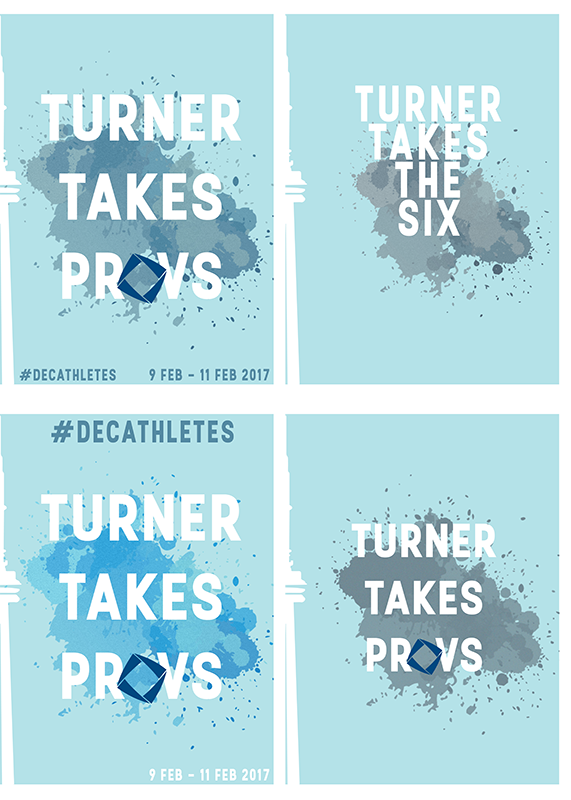 TURNER
TAKES
PROVS
#DECATHLETES 9 FEB - 11 FEB 2017
TURNER
TAKES
THE
SIX
#DECATHLETES
TURNER
TAKES
PROVS
9 FEB - 11 FEB 2017
TURNER
TAKES
PROVS